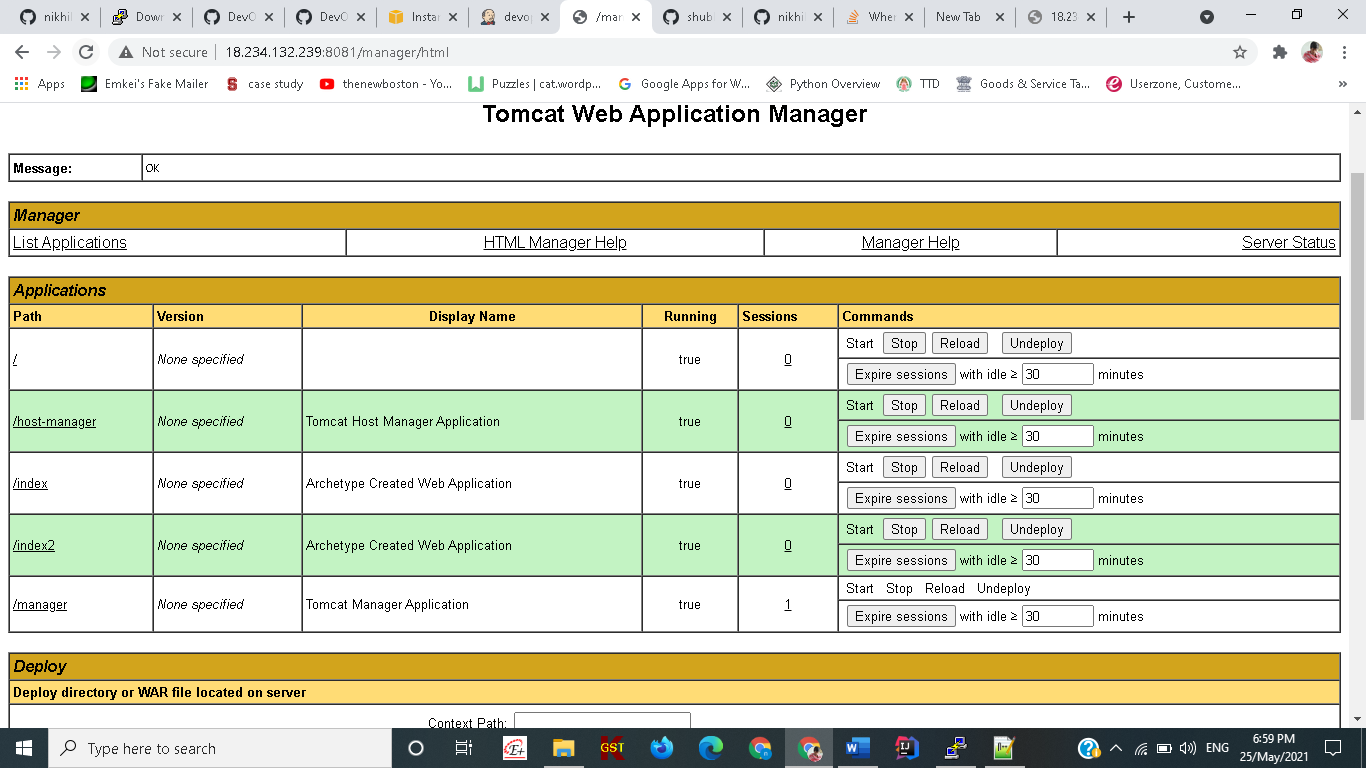 nikhil
Down
DevO
DevO
Instan
devop
/man
shubh
nikhil
Wher
New Tab
18.23
Not secure
18.234.132.239:8081/manager/html
Apps
Emkei's Fake Mailer
case study
thenewboston - Yo...
Puzzles | cat.wordp...
Google Apps for W...
Python Overview
TTD
Goods & Service Ta...
Userzone, Custome...
»
Tomcat Web Application Manager
Message: OK
Manager
List Applications HTML Manager Help Manager Help Server Status
Applications
Path Version Display Name Running Sessions Commands
/ None specified true 0 Start Stop Reload Undeploy
Expire sessions with idle ≥ 30 minutes
/host-manager None specified Tomcat Host Manager Application true 0 Start Stop Reload Undeploy
Expire sessions with idle ≥ 30 minutes
/index None specified Archetype Created Web Application true 0 Start Stop Reload Undeploy
Expire sessions with idle ≥ 30 minutes
/index2 None specified Archetype Created Web Application true 0 Start Stop Reload Undeploy
Expire sessions with idle ≥ 30 minutes
/manager None specified Tomcat Manager Application true 1 Start Stop Reload Undeploy
Expire sessions with idle ≥ 30 minutes
Deploy
Deploy directory or WAR file located on server
Context Path:
Type here to search
GST
ENG
6:59 PM
25/May/2021